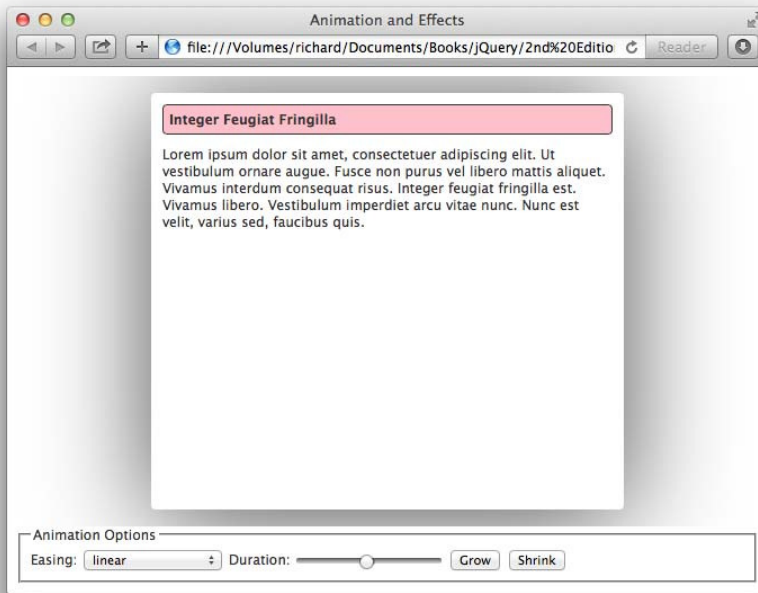 Animation and Effects
file:///Volumes/richard/Documents/Books/jQuery/2nd%20Editio
Reader
Integer Feugiat Fringilla
Lorem ipsum dolor sit amet, consectetuer adipiscing elit. Ut
vestibulum ornare augue. Fusce non purus vel libero mattis aliquet.
Vivamus interdum consequat risus. Integer feugiat fringilla est.
Vivamus libero. Vestibulum imperdiet arcu vitae nunc. Nunc est
velit, varius sed, faucibus quis.
Animation Options
Easing: linear Duration: Grow Shrink